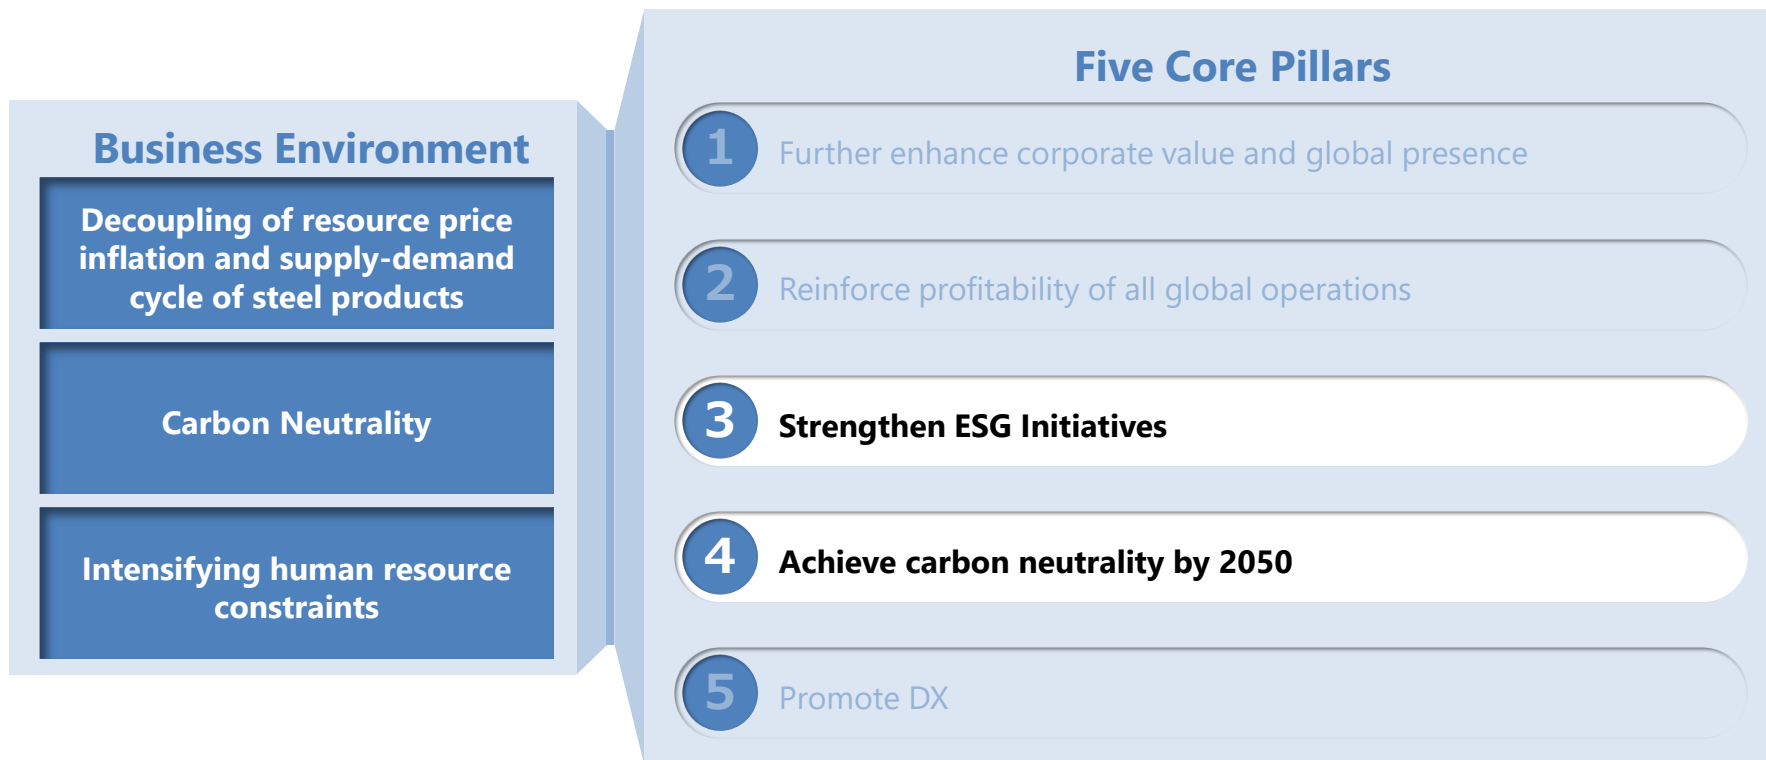 Business Environment
Decoupling of resource price
inflation and supply-demand
cycle of steel products
Carbon Neutrality
Intensifying human resource
constraints
Five Core Pillars
1 Further enhance corporate value and global presence
2 Reinforce profitability of all global operations
3 Strengthen ESG Initiatives
4 Achieve carbon neutrality by 2050
5 Promote DX